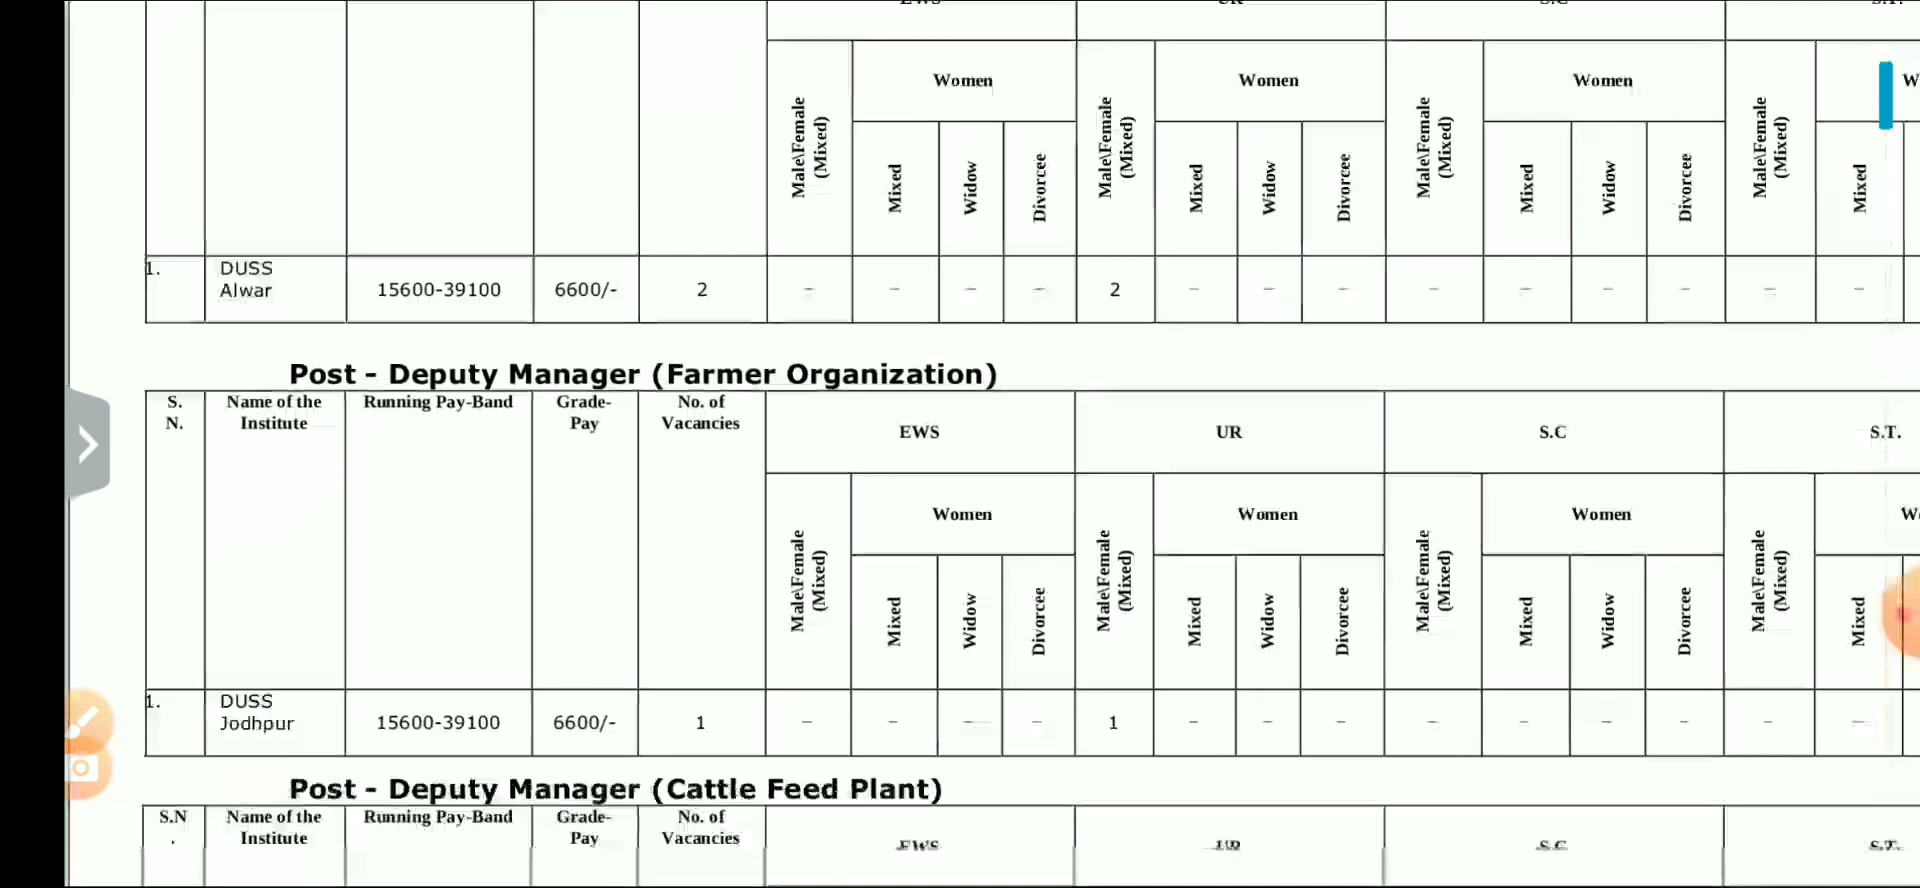 EWS UR S.C S.T.
Women Women Women
Male\Female (Mixed) Mixed Widow Divorcee Male\Female (Mixed) Mixed Widow Divorcee Male\Female (Mixed) Mixed Widow Divorcee Male\Female (Mixed) Mixed
1. DUSS Alwar 15600-39100 6600/- 2 – – – – 2 – – – – – – – – –
Post - Deputy Manager (Farmer Organization)
S. N. Name of the Institute Running Pay-Band Grade-Pay No. of Vacancies EWS UR S.C S.T.
Women Women Women
Male\Female (Mixed) Mixed Widow Divorcee Male\Female (Mixed) Mixed Widow Divorcee Male\Female (Mixed) Mixed Widow Divorcee Male\Female (Mixed) Mixed
1. DUSS Jodhpur 15600-39100 6600/- 1 – – – – 1 – – – – – – – – –
Post - Deputy Manager (Cattle Feed Plant)
S.N . Name of the Institute Running Pay-Band Grade-Pay No. of Vacancies EWS UR S.C S.T.